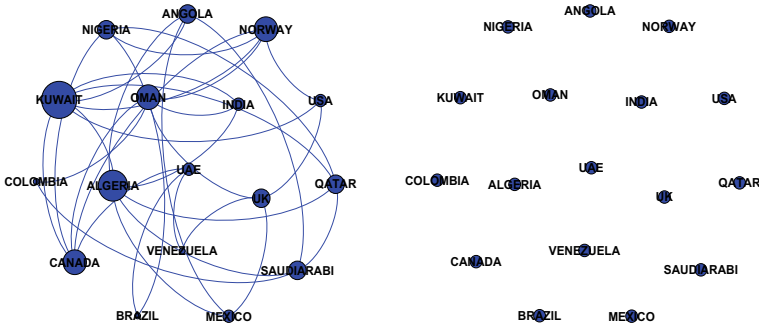 ANGOLA
NIGERIA
NORWAY
KUWAIT
OMAN
INDIA
USA
COLOMBIA
ALGERIA
UAE
UK
QATAR
VENEZUELA
CANADA
SAUDIARABI
BRAZIL
MEXICO
ANGOLA
NIGERIA
NORWAY
KUWAIT
OMAN
INDIA
USA
COLOMBIA
ALGERIA
UAE
UK
QATAR
VENEZUELA
CANADA
SAUDIARABI
BRAZIL
MEXICO